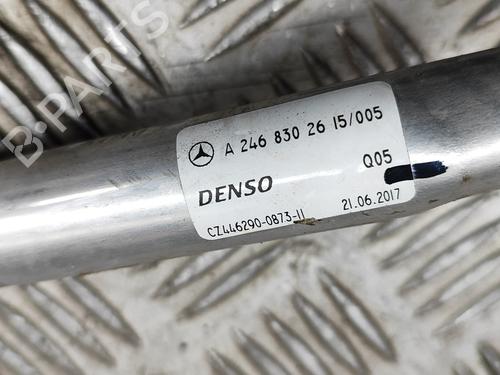 B-PARTS
A 246 830 26 15/005
DENSO
Q05
CZ446290-0873-11
21.06.2017